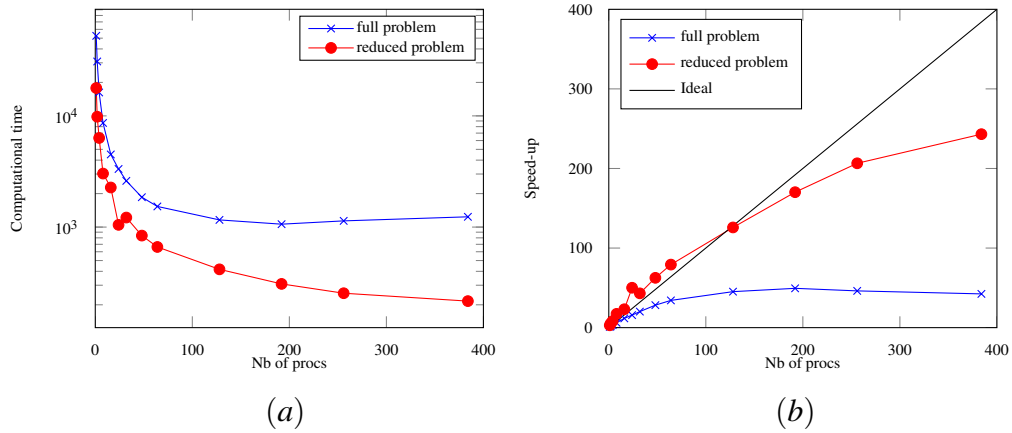 full problem
reduced problem
10^4
10^3
Computational time
0 100 200 300 400
Nb of procs
(a)
full problem
reduced problem
Ideal
400
300
200
100
0
Speed-up
0 100 200 300 400
Nb of procs
(b)